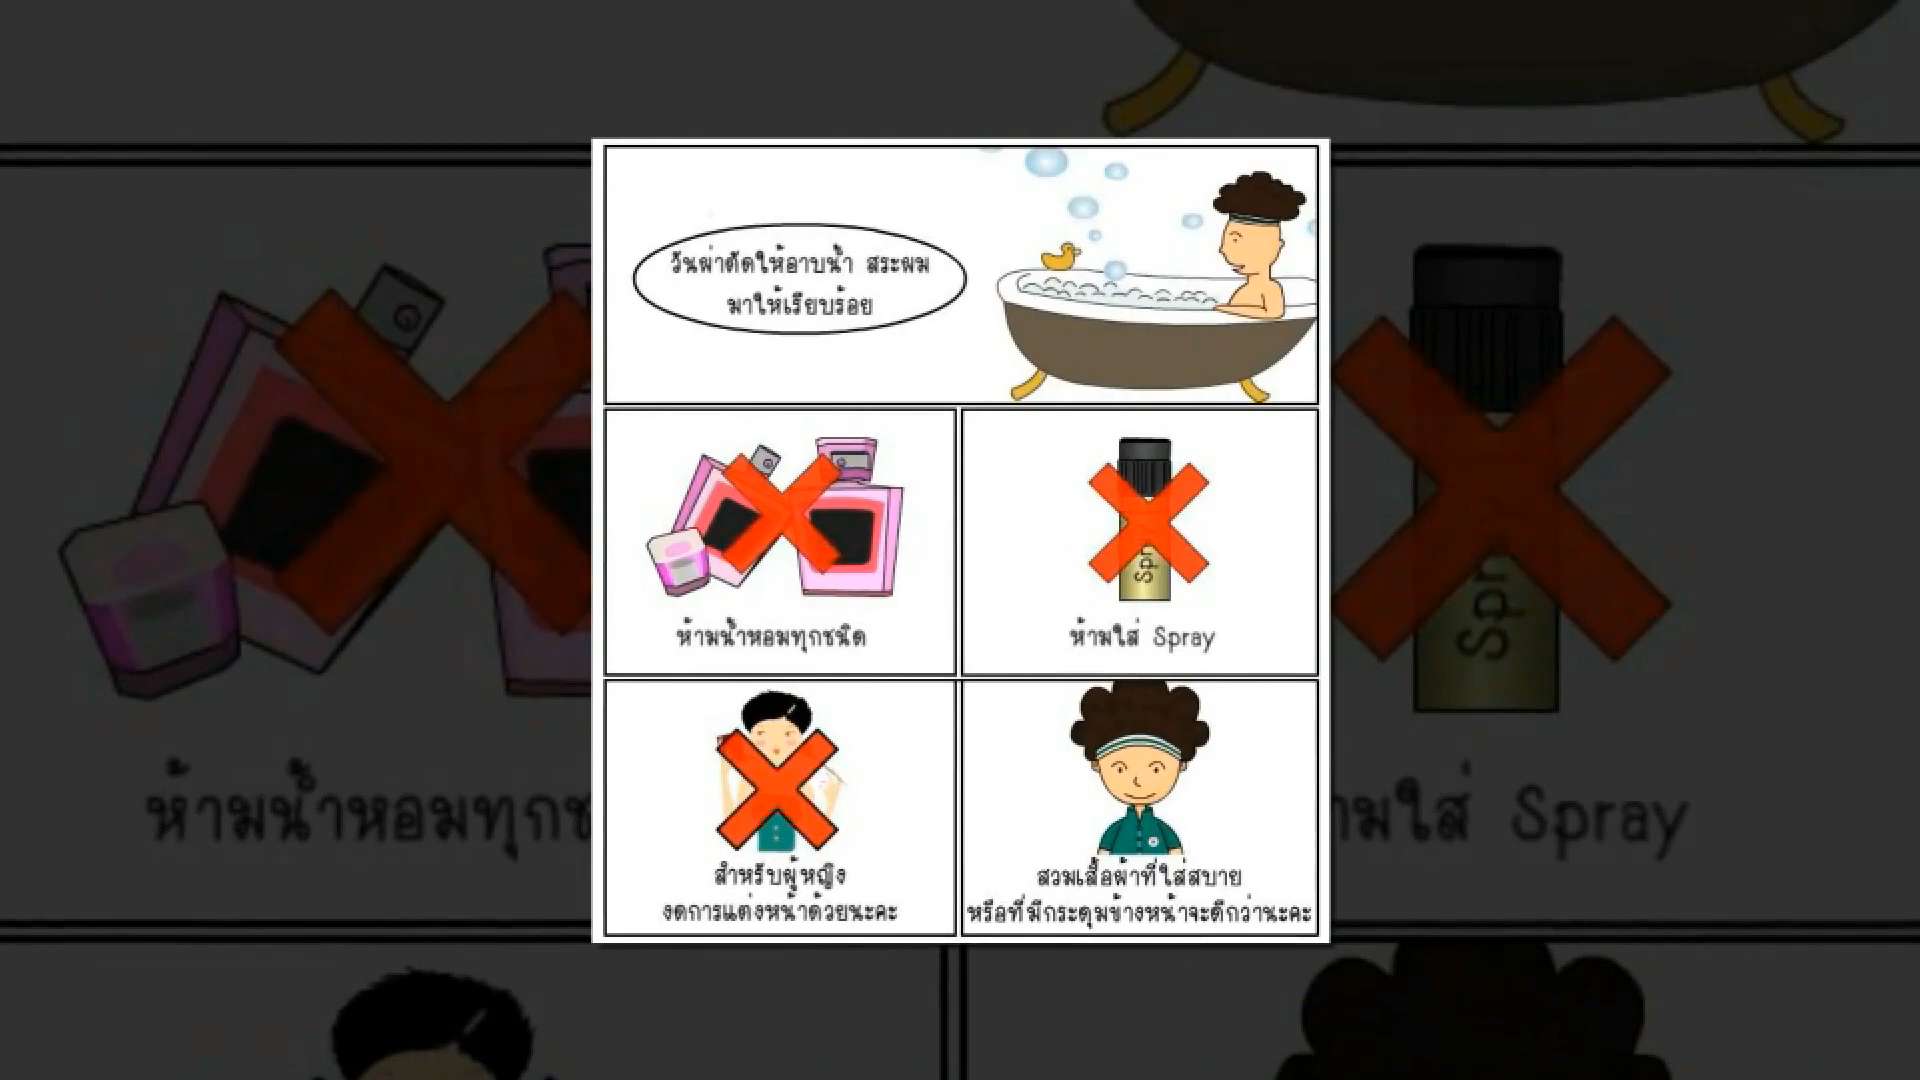 วันผ่าตัดให้อาบน้ำ สระผม
มาให้เรียบร้อย
Spr
ห้ามน้ำหอมทุกชนิด
ห้ามใส่ Spray
สำหรับผู้หญิง
งดการแต่งหน้าด้วยนะคะ
สวมเสื้อผ้าที่ใส่สบาย
หรือที่มีกระดุมข้างหน้าจะดีกว่านะคะ